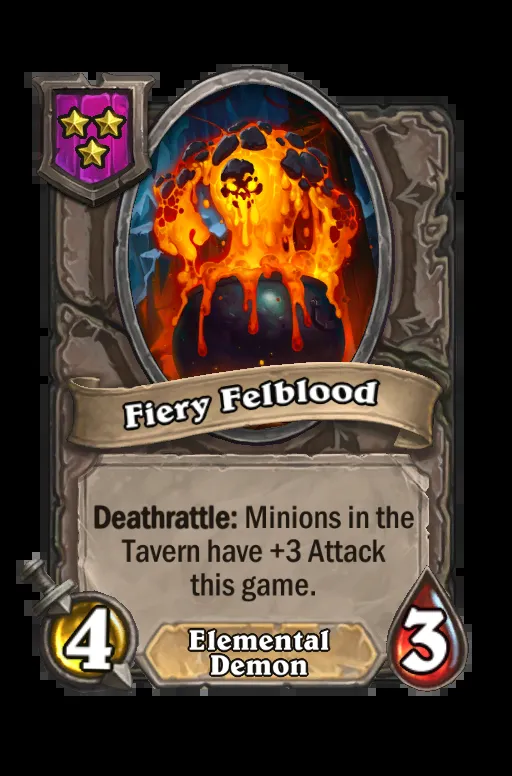 Fiery Felblood
Deathrattle: Minions in the
Tavern have +3 Attack
this game.
4
Elemental
Demon
3